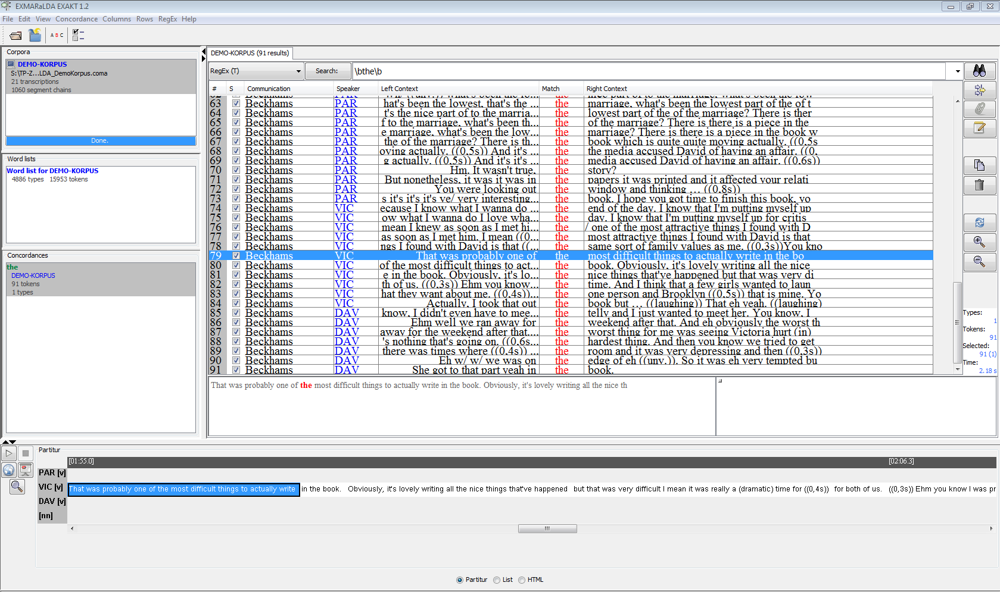 EXMARaLDA EXAKT 1.2
File Edit View Concordance Columns Rows RegEx Help
A B C
Corpora
DEMO-KORPUS
S:\TP-Z...LDA_DemoKorpus.coma
21 transcriptions
1060 segment chains
Done.
Word lists
Word list for DEMO-KORPUS
4886 types 15953 tokens
Concordances
the
DEMO-KORPUS
91 tokens
1 types
DEMO-KORPUS (91 results)
RegEx (T) Search: \bthe\b
# S Communication Speaker Left Context Match Right Context
63 Beckhams PAR hat's been the lowest, that's the ... the marriage, what's been the lowest part of the of t
64 Beckhams PAR t's the nice part of to the marria... the lowest part of the of the marriage? There is ther
65 Beckhams PAR f to the marriage, what's been th... the of the marriage? There is there is a piece in the
66 Beckhams PAR e marriage, what's been the low... the marriage? There is there is a piece in the book w
67 Beckhams PAR the of the marriage? There is th... the book which is quite quite moving actually. ((0,5s
68 Beckhams PAR oving actually. ((0,5s)) And it's ... the the media accused David of having an affair. ((0,
69 Beckhams PAR g actually. ((0,5s)) And it's it's ... the media accused David of having an affair. ((0,6s))
70 Beckhams PAR Hm. It wasn't true, the story?
71 Beckhams PAR But nonetheless, it was it was in the papers it was printed and it affected your relati
72 Beckhams PAR You were looking out the window and thinking … ((0,8s))
73 Beckhams PAR s it's it's it's ve/ very interesting... the book. I hope you got time to finish this book, yo
74 Beckhams VIC ecause I know what I wanna do ... the end of the day. I know that I'm putting myself up
75 Beckhams VIC ow what I wanna do I love wha... the day. I know that I'm putting myself up for critis
76 Beckhams VIC mean I knew as soon as I met hi... the / one of the most attractive things I found with D
77 Beckhams VIC as soon as I met him. I mean ((0... the most attractive things I found with David is that
78 Beckhams VIC ngs I found with David is that ((... the same sort of family values as me. ((0,3s))You kno
79 Beckhams VIC That was probably one of the most difficult things to actually write in the bo
80 Beckhams VIC of the most difficult things to act... the book. Obviously, it's lovely writing all the nice
81 Beckhams VIC e in the book. Obviously, it's lo... the nice things that've happened but that was very di
82 Beckhams VIC th of us. ((0,3s)) Ehm you know... the time. And I think that a few girls wanted to laun
83 Beckhams VIC hat they want about me. ((0,4s))... the one person and Brooklyn ((0,5s)) that is mine. Yo
84 Beckhams VIC Actually, I took that out the book but … ((laughing)) That eh yeah. ((laughing)
85 Beckhams DAV know, I didn't even have to mee... the telly and I just wanted to meet her. You know, I
86 Beckhams DAV Ehm well we ran away for the weekend after that. And eh obviously the worst th
87 Beckhams DAV away for the weekend after that.... the worst thing for me was seeing Victoria hurt (in)
88 Beckhams DAV 's nothing that's going on. ((0,6s... the hardest thing. And then you know we tried to get
89 Beckhams DAV there was times where ((0,4s)) ... the room and it was very depressing and then ((0,3s))
90 Beckhams DAV Eh w/ w/ we was on the edge of eh ((unv.)). So it was eh very tempted bu
91 Beckhams DAV She got to that part yeah in the book.
Types:
1
Tokens:
91
Selected:
91 (1)
Time:
2.18 s
That was probably one of the most difficult things to actually write in the book. Obviously, it's lovely writing all the nice th
Partitur
[01:55.0] [02:06.3]
PAR [v]
VIC [v] That was probably one of the most difficult things to actually write in the book. Obviously, it's lovely writing all the nice things that've happened but that was very difficult I mean it was really a (dramatic) time for ((0,4s)) for both of us. ((0,3s)) Ehm you know I was pr
DAV [v]
[nn]
Partitur List HTML